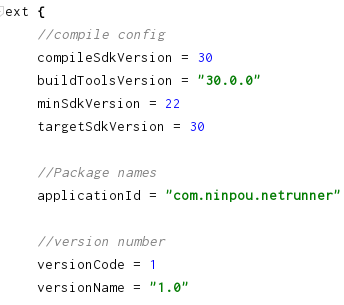 ext {
//compile config
compileSdkVersion = 30
buildToolsVersion = "30.0.0"
minSdkVersion = 22
targetSdkVersion = 30
//Package names
applicationId = "com.ninpou.netrunner"
//version number
versionCode = 1
versionName = "1.0"